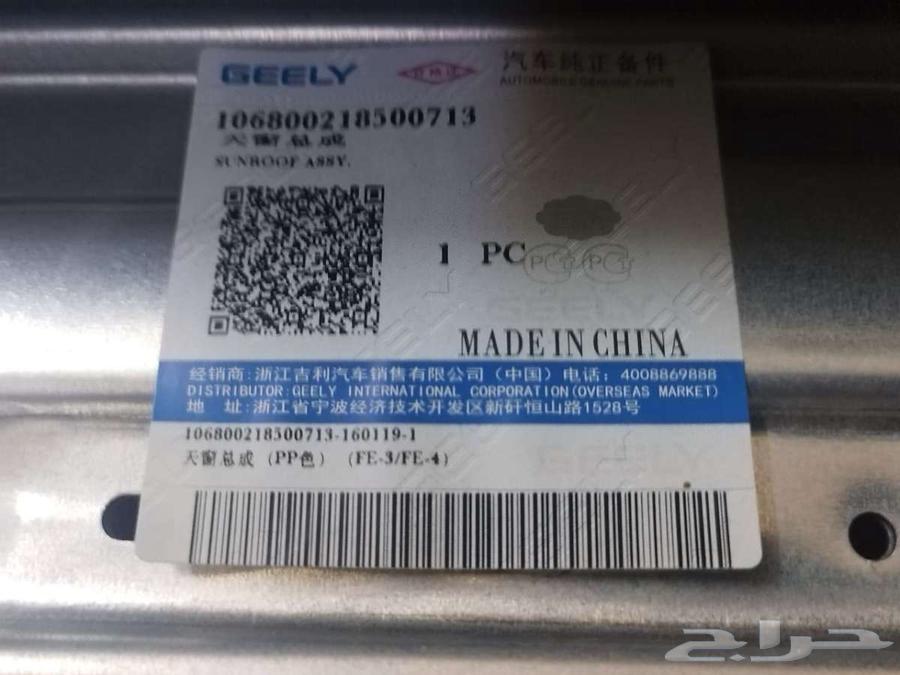 GEELY
合格证
汽车纯正备件
AUTOMOBILE GENUINE PARTS
106800218500713
天窗总成
SUNROOF ASSY.
1 PC
MADE IN CHINA
经销商:浙江吉利汽车销售有限公司（中国）电话：4008869888
DISTRIBUTOR:GEELY INTERNATIONAL CORPORATION(OVERSEAS MARKET)
地 址:浙江省宁波经济技术开发区新矸恒山路1528号
106800218500713-160119-1
天窗总成（PP色）（FE-3/FE-4）
حراج